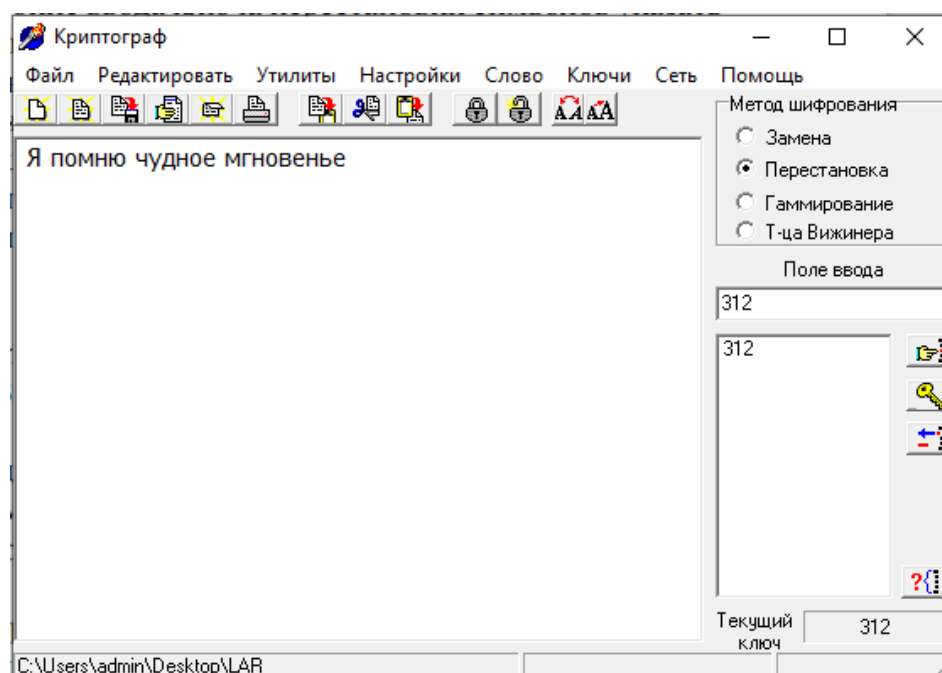 Криптограф
Файл Редактировать Утилиты Настройки Слово Ключи Сеть Помощь
Метод шифрования
Замена
Перестановка
Гаммирование
Т-ца Вижинера
Я помню чудное мгновенье
Поле ввода
312
312
Текущий ключ
312
C:\Users\admin\Desktop\LAB